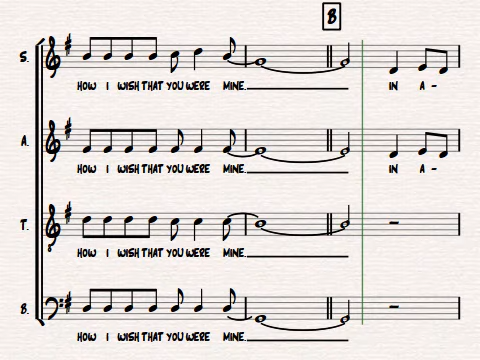 B
S.
HOW I WISH THAT YOU WERE MINE. IN A-
A.
HOW I WISH THAT YOU WERE MINE. IN A-
T.
8
HOW I WISH THAT YOU WERE MINE.
B.
HOW I WISH THAT YOU WERE MINE.